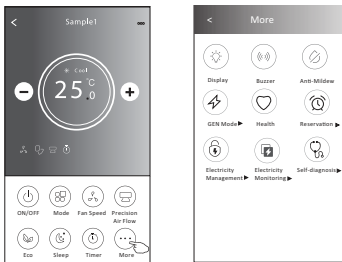 < Sample1
☀ Cool
25.0 ℃
ON/OFF Mode Fan Speed Precision
Air Flow
Eco Sleep Timer More
< More
Display Buzzer Anti-Mildew
GEN Mode▶ Health Reservation▶
Electricity Electricity Self-diagnosis▶
Management▶ Monitoring▶